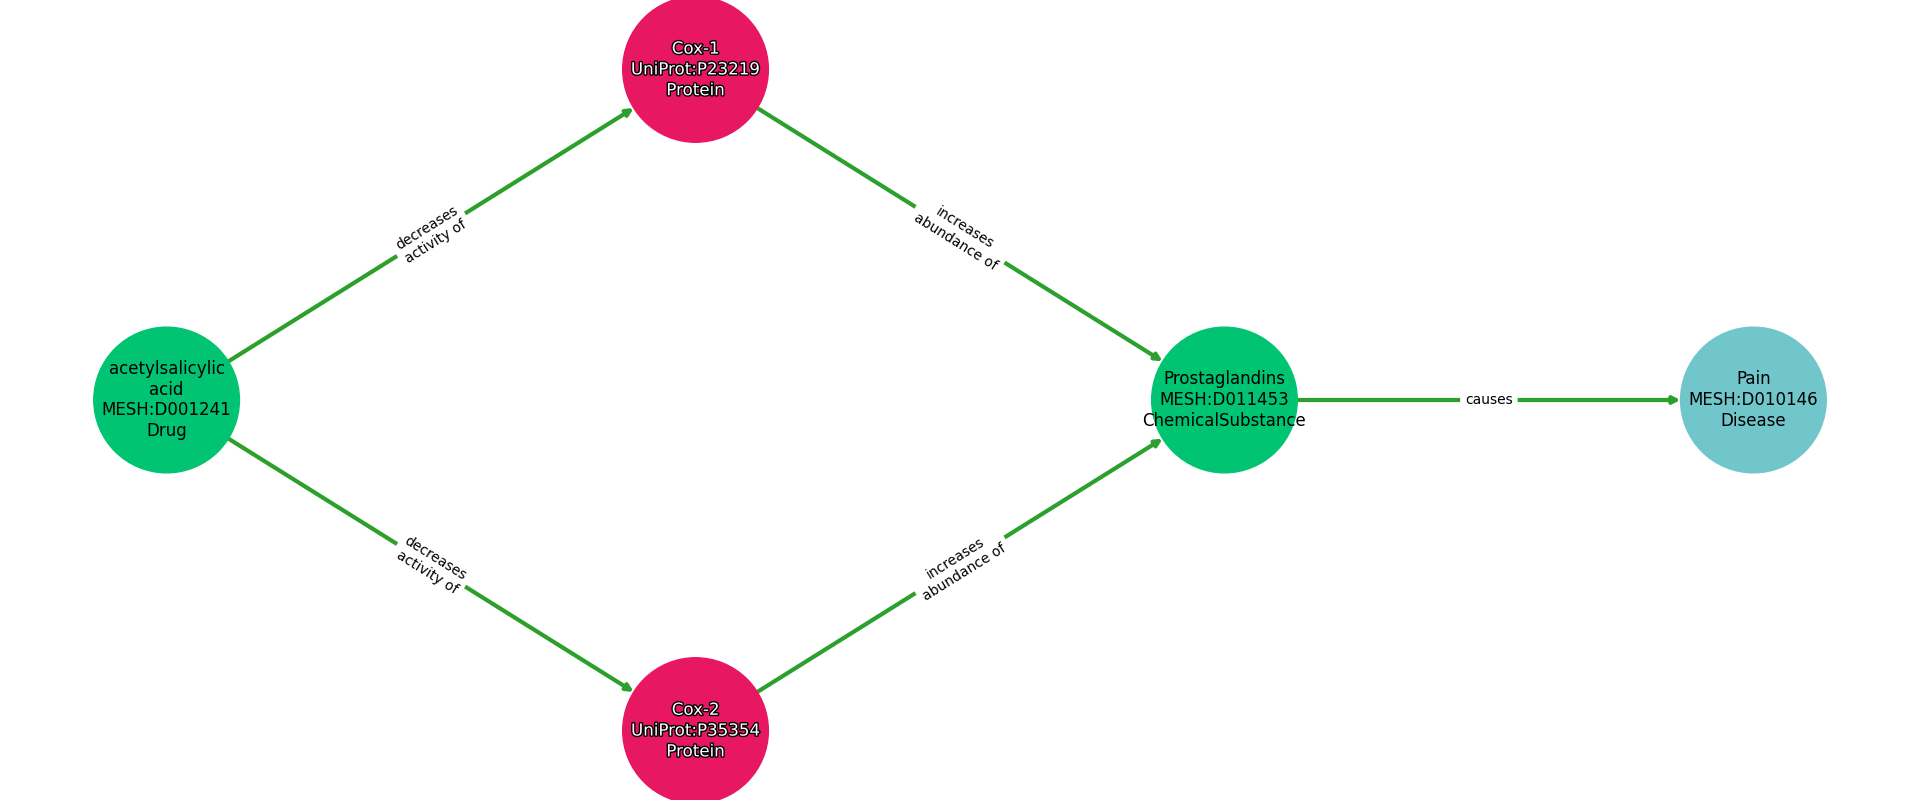 Cox-1
UniProt:P23219
Protein
decreases
activity of
increases
abundance of
acetylsalicylic
acid
MESH:D001241
Drug
Prostaglandins
MESH:D011453
ChemicalSubstance
causes
Pain
MESH:D010146
Disease
decreases
activity of
increases
abundance of
Cox-2
UniProt:P35354
Protein